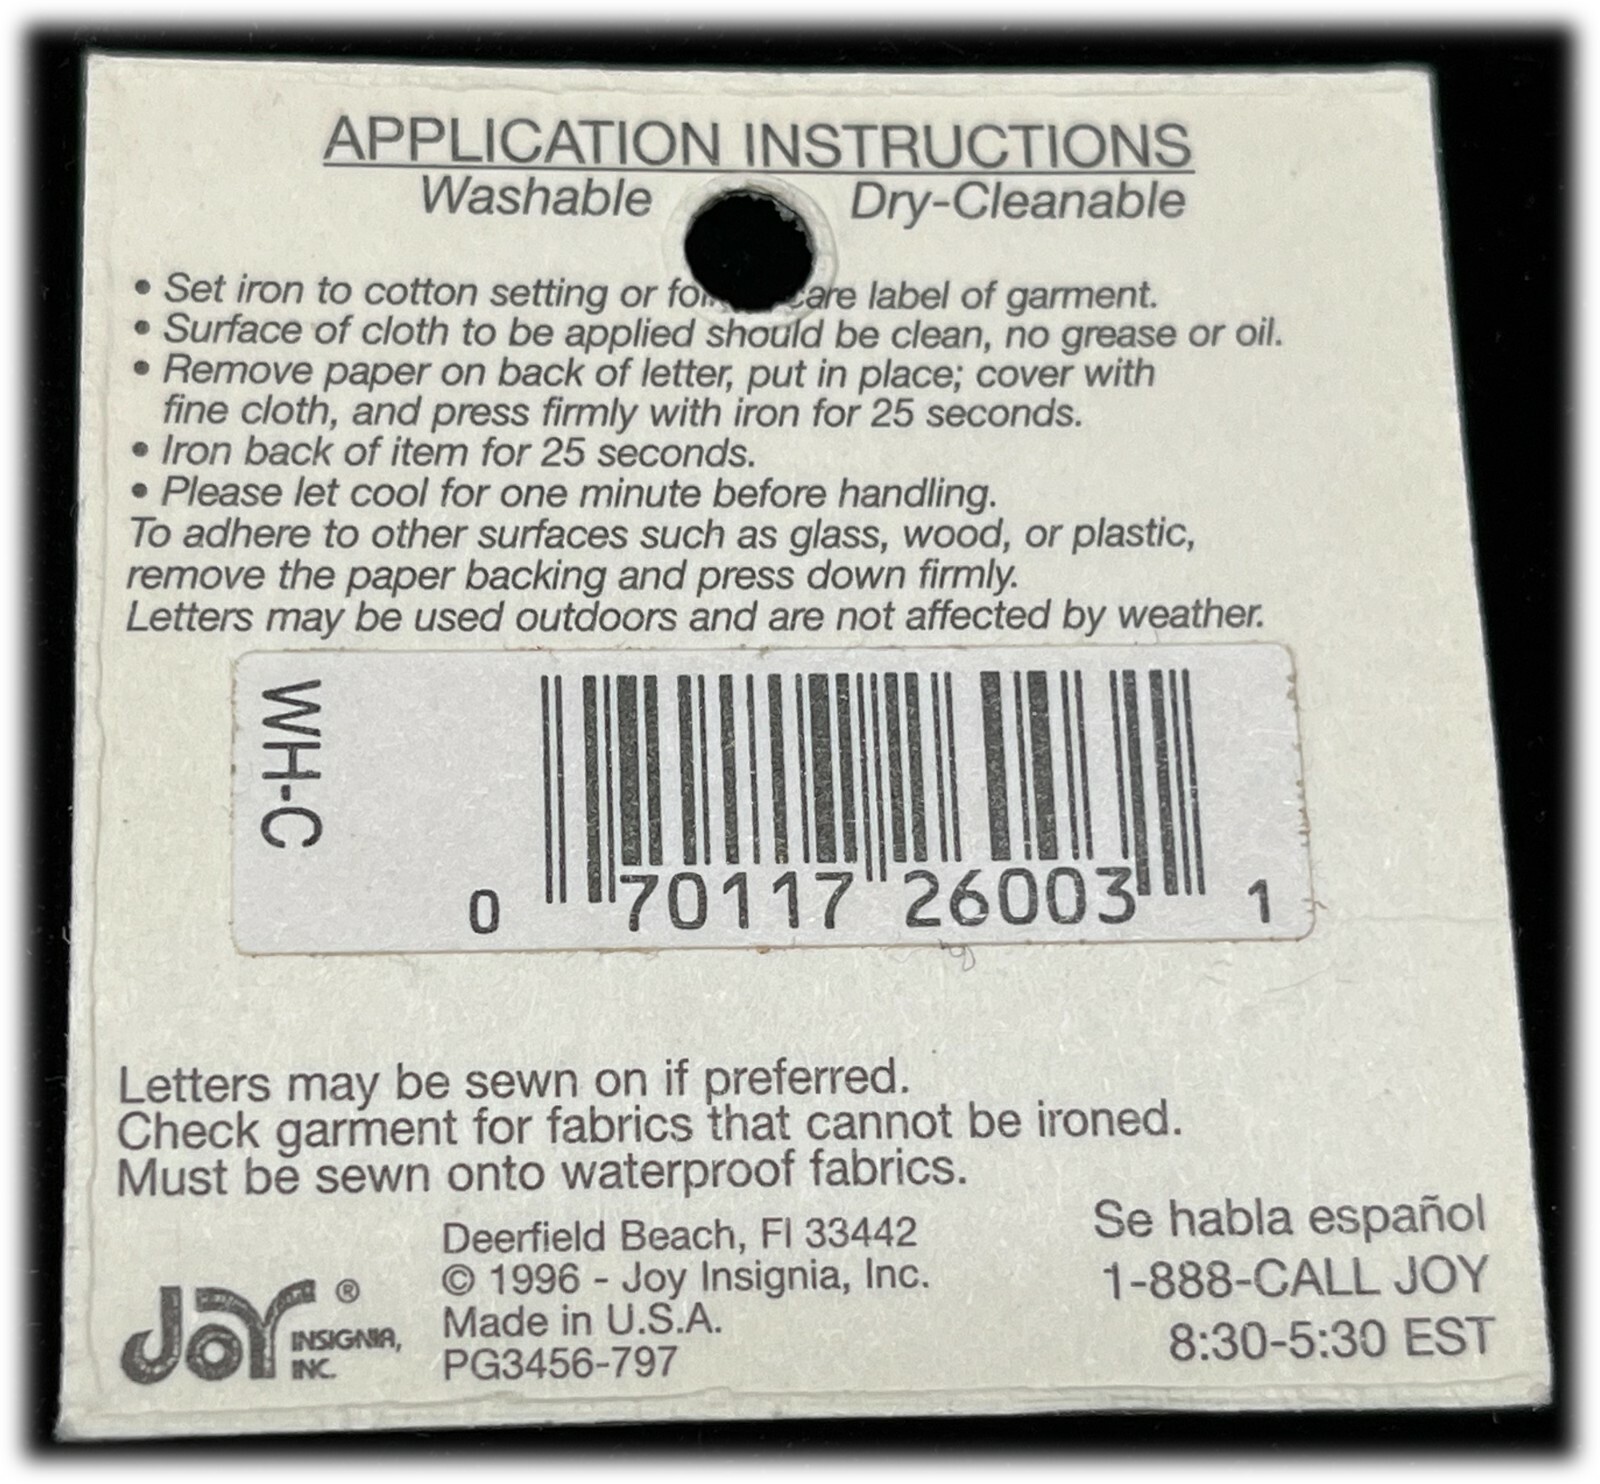 APPLICATION INSTRUCTIONS
Washable Dry-Cleanable
• Set iron to cotton setting or care label of garment.
• Surface of cloth to be applied should be clean, no grease or oil.
• Remove paper on back of letter, put in place; cover with
fine cloth, and press firmly with iron for 25 seconds.
• Iron back of item for 25 seconds.
• Please let cool for one minute before handling.
To adhere to other surfaces such as glass, wood, or plastic,
remove the paper backing and press down firmly.
Letters may be used outdoors and are not affected by weather.
WH-C
0 70117 26003 1
Letters may be sewn on if preferred.
Check garment for fabrics that cannot be ironed.
Must be sewn onto waterproof fabrics.
Deerfield Beach, Fl 33442
© 1996 - Joy Insignia, Inc.
Made in U.S.A.
PG3456-797
JOY ® INSIGNIA,
INC.
Se habla español
1-888-CALL JOY
8:30-5:30 EST